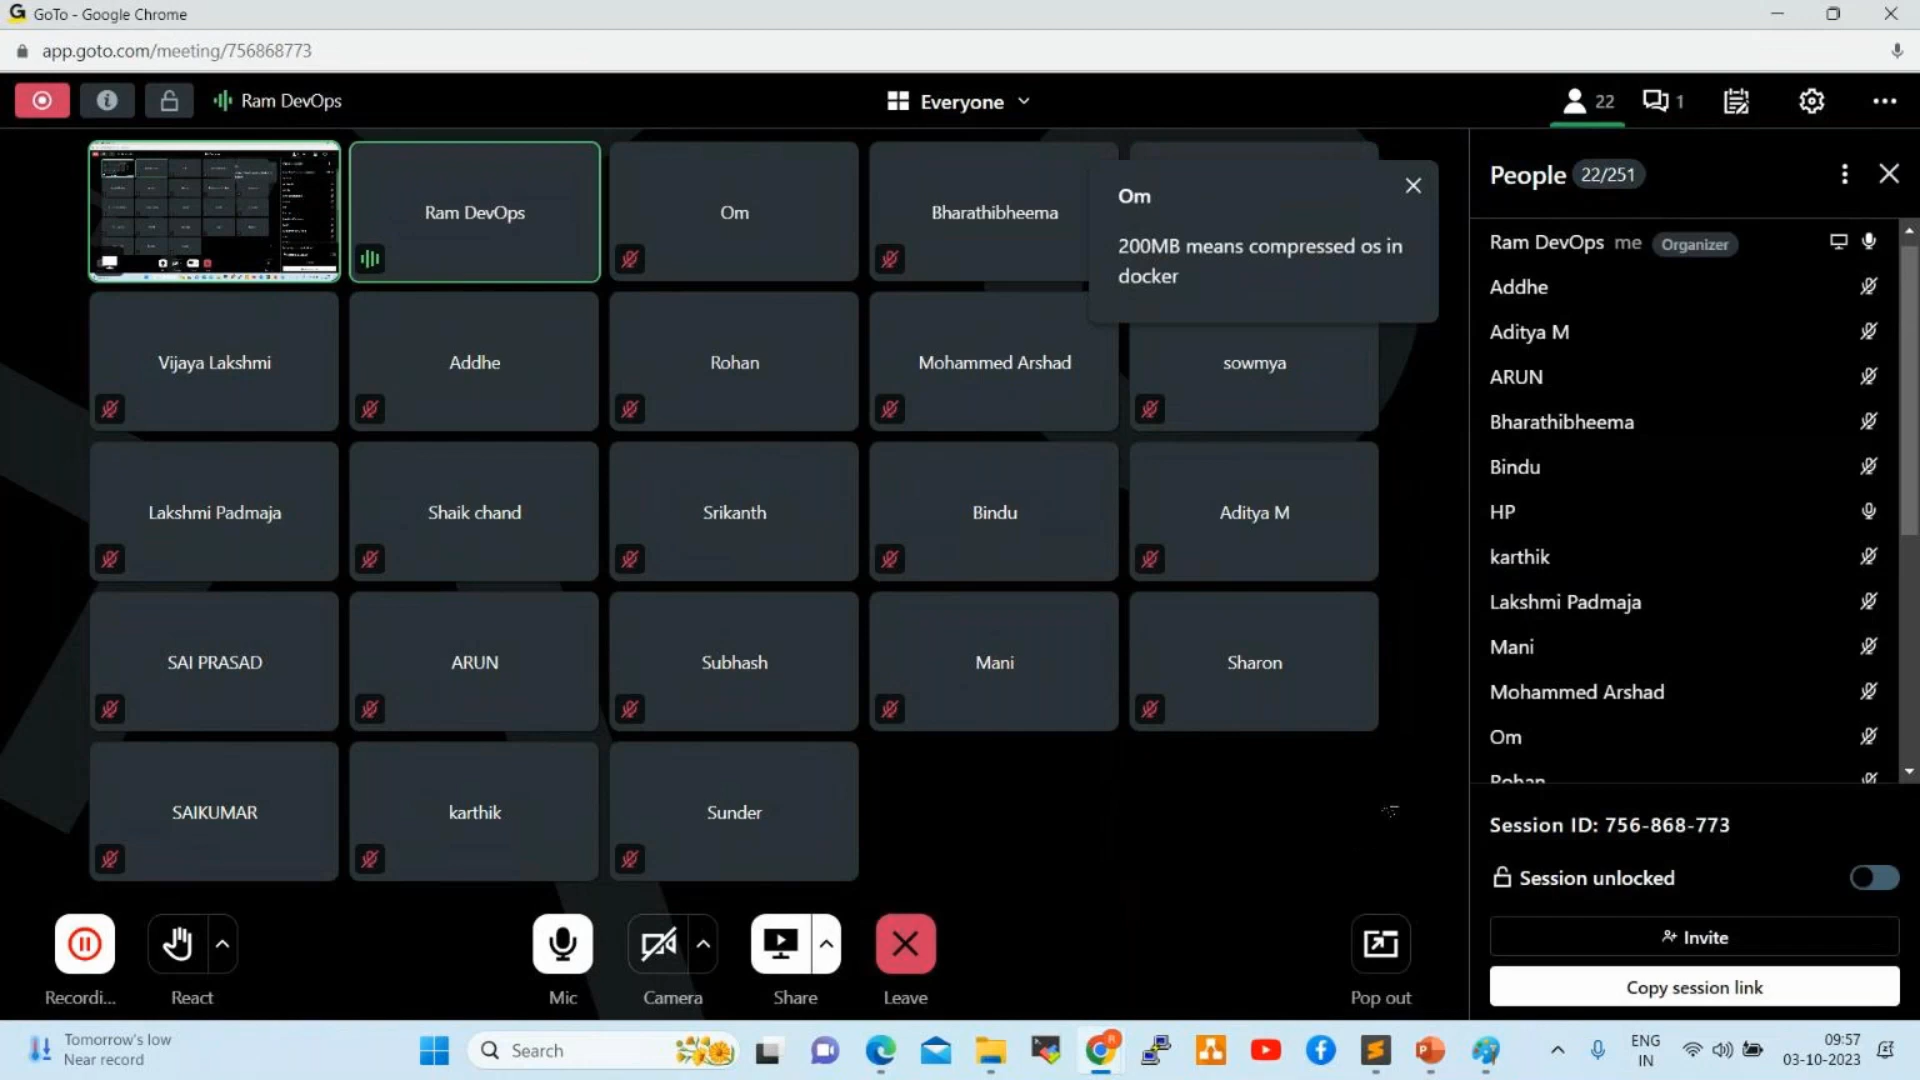 GoTo - Google Chrome
app.goto.com/meeting/756868773
Ram DevOps
Everyone
22
1
Ram DevOps
Om
Bharathibheema
Om
200MB means compressed os in
docker
Vijaya Lakshmi
Addhe
Rohan
Mohammed Arshad
sowmya
Lakshmi Padmaja
Shaik chand
Srikanth
Bindu
Aditya M
SAI PRASAD
ARUN
Subhash
Mani
Sharon
SAIKUMAR
karthik
Sunder
People 22/251
Ram DevOps me Organizer
Addhe
Aditya M
ARUN
Bharathibheema
Bindu
HP
karthik
Lakshmi Padmaja
Mani
Mohammed Arshad
Om
Rohan
Session ID: 756-868-773
Session unlocked
Invite
Copy session link
Recordi...
React
Mic
Camera
Share
Leave
Pop out
Tomorrow's low
Near record
Search
ENG
IN
09:57
03-10-2023